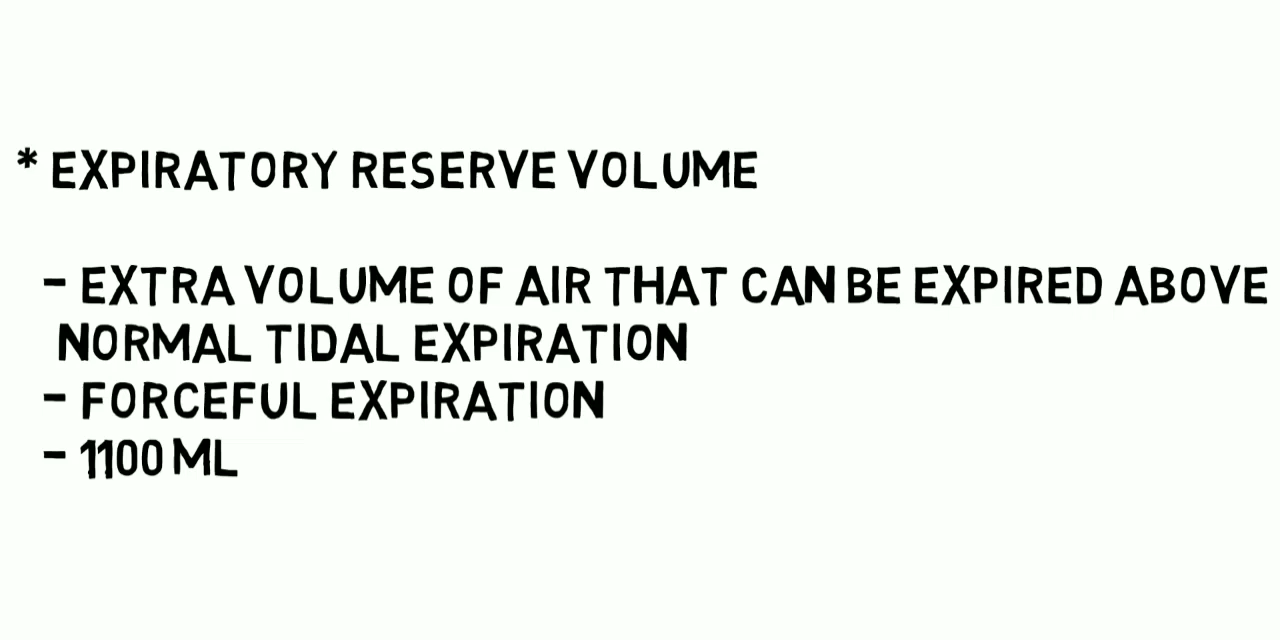 * EXPIRATORY RESERVE VOLUME
- EXTRA VOLUME OF AIR THAT CAN BE EXPIRED ABOVE
NORMAL TIDAL EXPIRATION
- FORCEFUL EXPIRATION
- 1100 ML